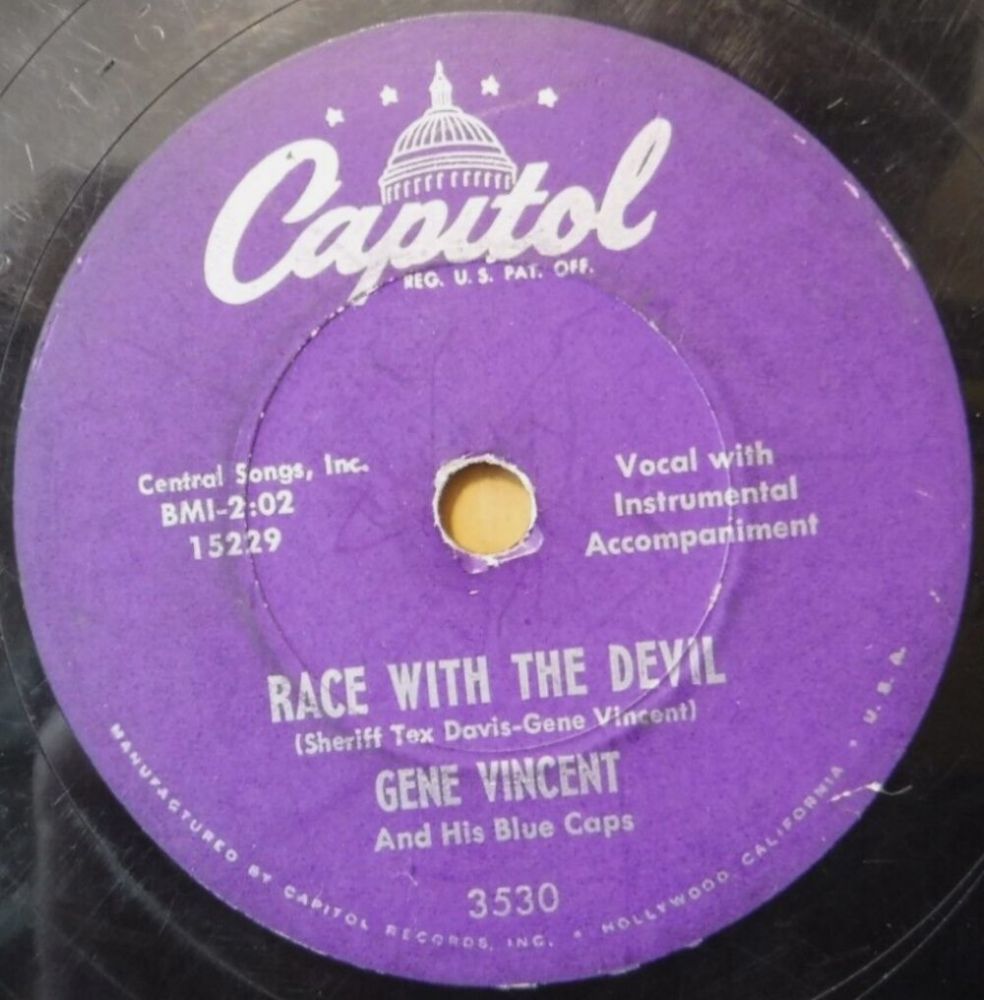 Capitol
REG. U.S. PAT. OFF.
Central Songs, Inc.
BMI-2:02
15229
Vocal with
Instrumental
Accompaniment
RACE WITH THE DEVIL
(Sheriff Tex Davis-Gene Vincent)
GENE VINCENT
And His Blue Caps
3530
MANUFACTURED BY CAPITOL RECORDS, INC. • HOLLYWOOD, CALIFORNIA • U.S.A.